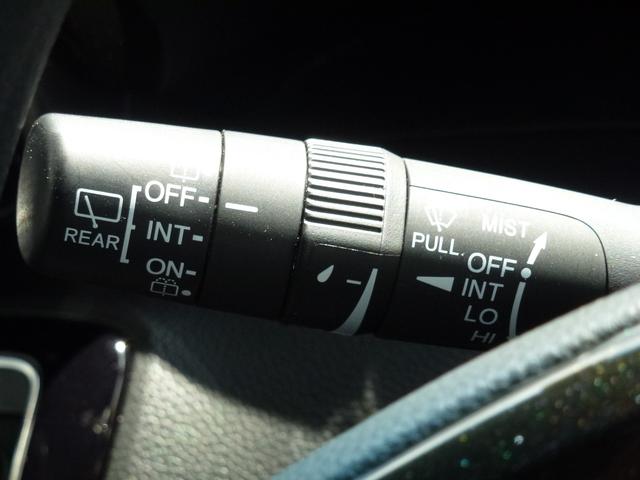 REAR
OFF
INT
ON
MIST
PULL
OFF
INT
LO
HI